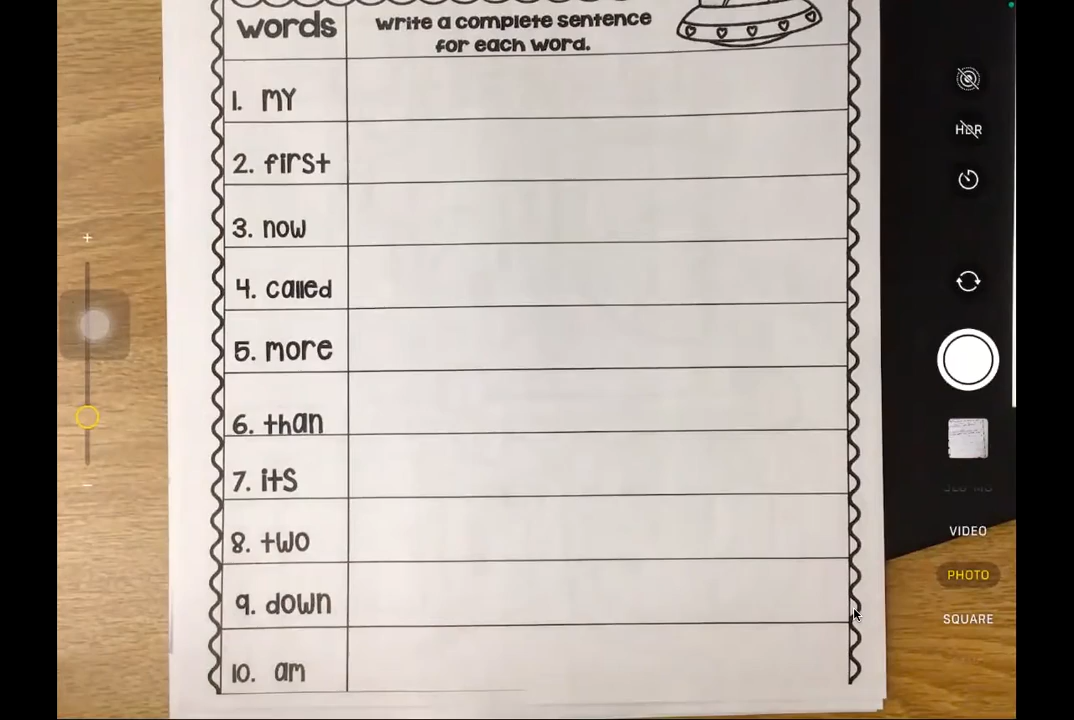 words
write a complete sentence
for each word.
1. my
2. first
3. now
4. called
5. more
6. than
7. its
8. two
9. down
10. am
HDR
VIDEO
PHOTO
SQUARE